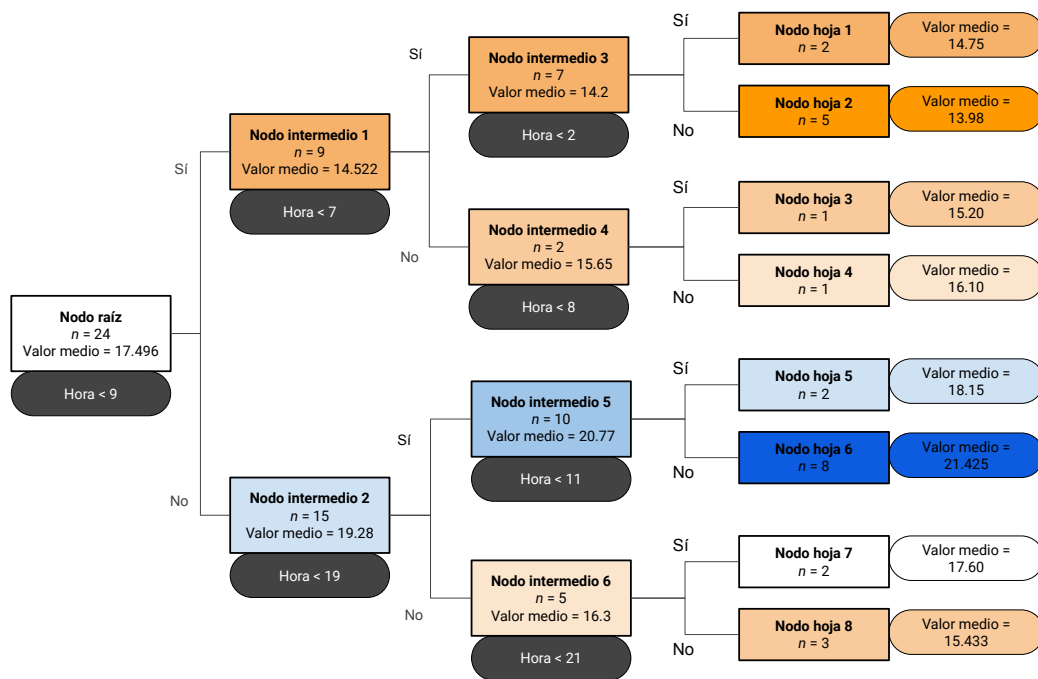 Nodo raíz
n = 24
Valor medio = 17.496
Hora < 9
Sí
No
Nodo intermedio 1
n = 9
Valor medio = 14.522
Hora < 7
Nodo intermedio 2
n = 15
Valor medio = 19.28
Hora < 19
Sí
No
Sí
No
Nodo intermedio 3
n = 7
Valor medio = 14.2
Hora < 2
Nodo intermedio 4
n = 2
Valor medio = 15.65
Hora < 8
Nodo intermedio 5
n = 10
Valor medio = 20.77
Hora < 11
Nodo intermedio 6
n = 5
Valor medio = 16.3
Hora < 21
Sí
No
Sí
No
Sí
No
Sí
No
Nodo hoja 1
n = 2
Valor medio =
14.75
Nodo hoja 2
n = 5
Valor medio =
13.98
Nodo hoja 3
n = 1
Valor medio =
15.20
Nodo hoja 4
n = 1
Valor medio =
16.10
Nodo hoja 5
n = 2
Valor medio =
18.15
Nodo hoja 6
n = 8
Valor medio =
21.425
Nodo hoja 7
n = 2
Valor medio =
17.60
Nodo hoja 8
n = 3
Valor medio =
15.433